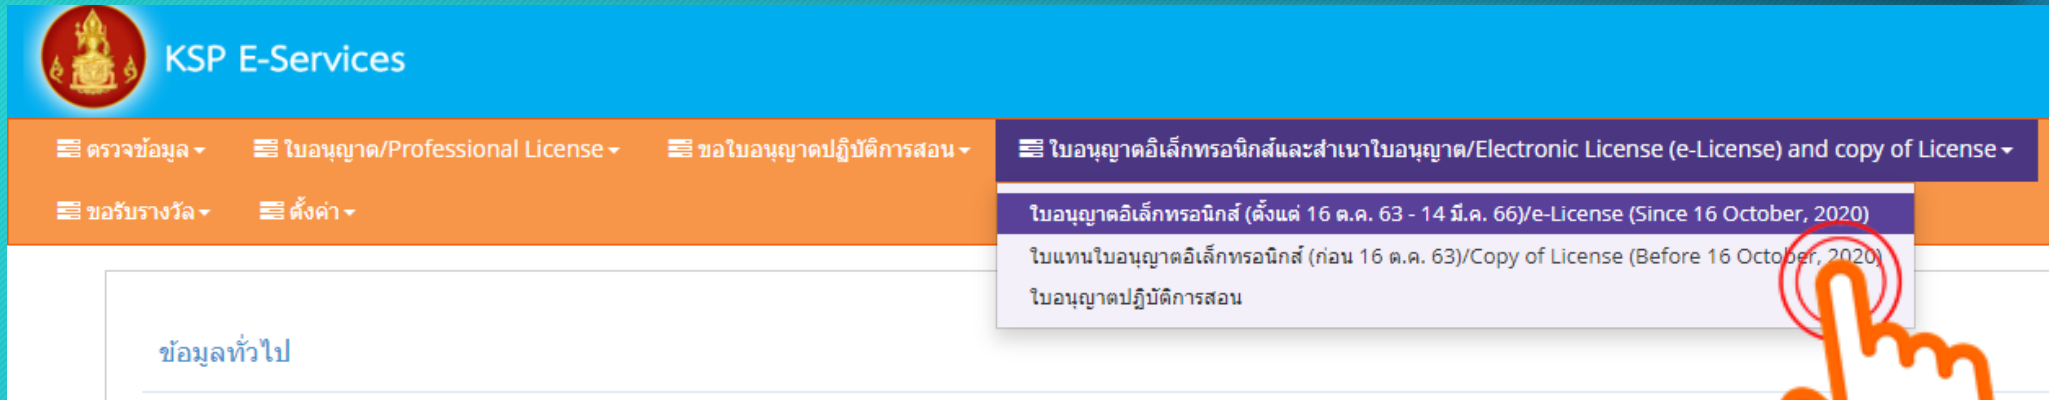 KSP E-Services
ตรวจข้อมูล
ใบอนุญาต/Professional License
ขอใบอนุญาตปฏิบัติการสอน
ใบอนุญาตอิเล็กทรอนิกส์และสำเนาใบอนุญาต/Electronic License (e-License) and copy of License
ขอรับรางวัล
ตั้งค่า
ใบอนุญาตอิเล็กทรอนิกส์ (ตั้งแต่ 16 ต.ค. 63 - 14 มี.ค. 66)/e-License (Since 16 October, 2020)
ใบแทนใบอนุญาตอิเล็กทรอนิกส์ (ก่อน 16 ต.ค. 63)/Copy of License (Before 16 October, 2020)
ใบอนุญาตปฏิบัติการสอน
ข้อมูลทั่วไป